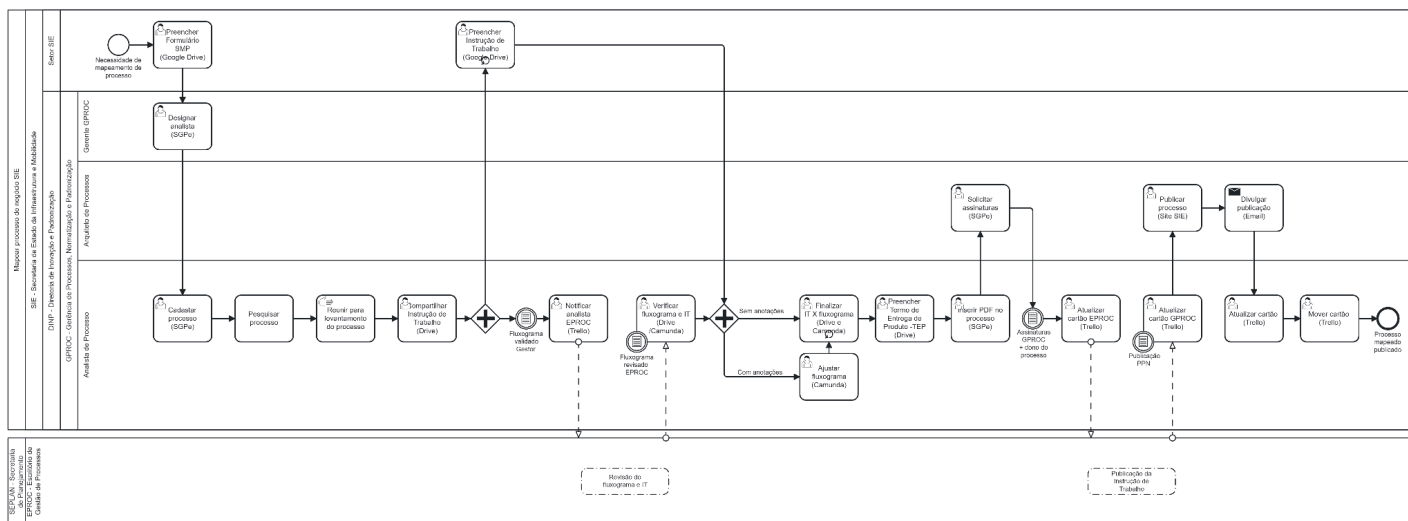 Mapear processo de negócio SIE
SIE - Secretaria de Estado da Infraestrutura e Mobilidade
Setor SIE
DINP - Diretoria de Inovação e Padronização
GPROC - Gerência de Processos, Normatização e Padronização
Gerente GPROC
Arquiteto de Processos
Analista de Processo
Necessidade de
mapeamento de
processo
Preencher
Formulário
SMP
(Google Drive)
Designar
analista
(SGPe)
Cadastar
processo
(SGPe)
Pesquisar
processo
Reunir para
levantamento
do processo
Compartilhar
Instrução de
Trabalho
(Drive)
Preencher
Instrução de
Trabalho
(Google Drive)
Fluxograma
validado
Gestor
Notificar
analista
EPROC
(Trello)
Fluxograma
revisado
EPROC
Verificar
fluxograma e IT
(Drive
/Camunda)
Sem anotações
Com anotações
Finalizar
IT X fluxograma
(Drive e
Camunda)
Ajustar
fluxograma
(Camunda)
Preencher
Termo de
Entrega do
Produto -TEP
(Drive)
Inserir PDF no
processo
(SGPe)
Solicitar
assinaturas
(SGPe)
Assinaturas
GPROC
+ dono do
processo
Atualizar
cartão EPROC
(Trello)
Publicação
PPN
Atualizar
cartão GPROC
(Trello)
Publicar
processo
(Site SIE)
Divulgar
publicação
(Email)
Atualizar cartão
(Trello)
Mover cartão
(Trello)
Processo
mapeado
publicado
SEPLAN - Secretaria
de Planejamento
EPROC - Escritório de
Gestão de Processos
Revisão do
fluxograma e IT
Publicação da
Instrução de
Trabalho